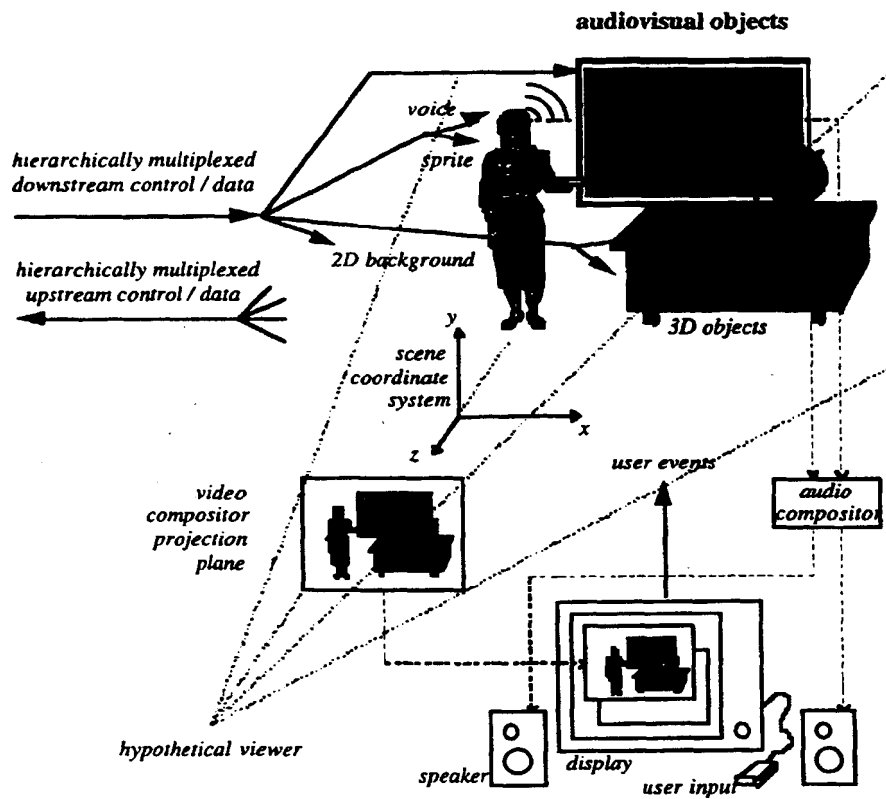 audiovisual objects
voice
sprite
hierarchically multiplexed
downstream control / data
2D background
hierarchically multiplexed
upstream control / data
3D objects
y
scene
coordinate
system
x
z
user events
video
compositor
projection
plane
audio
compositor
hypothetical viewer
speaker
display
user input